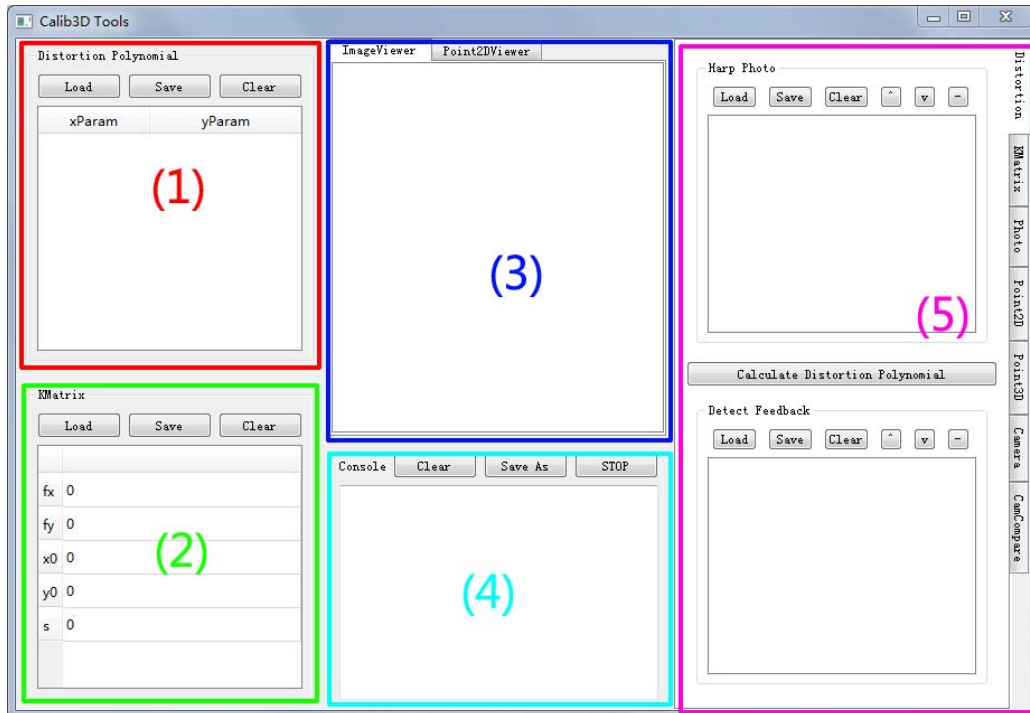 Calib3D Tools
Distortion Polynomial
Load Save Clear
xParam yParam
(1)
KMatrix
Load Save Clear
fx 0
fy 0
x0 0
y0 0
s 0
(2)
ImageViewer Point2DViewer
(3)
Console Clear Save As STOP
(4)
Harp Photo
Load Save Clear ^ v -
(5)
Calculate Distortion Polynomial
Detect Feedback
Load Save Clear ^ v -
Distortion
KMatrix
Photo
Point2D
Point3D
Camera
CamCompare